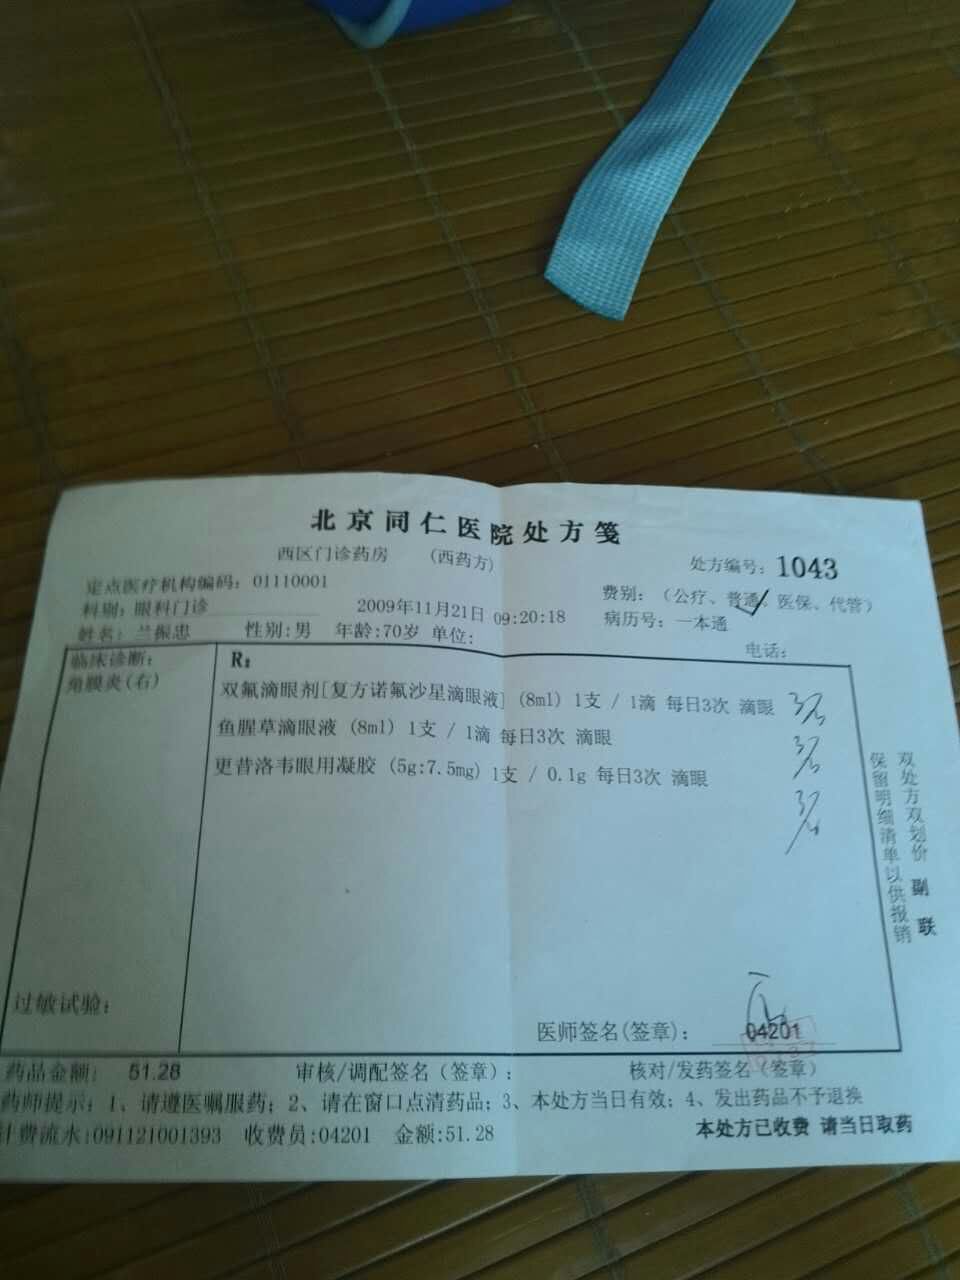 北京同仁医院处方笺
西区门诊药房 (西药方)
处方编号: 1043
定点医疗机构编码: 01110001
费别: (公疗、普通、医保、代管)
科别: 眼科门诊
2009年11月21日 09:20:18
病历号: 一本通
姓名: 兰振忠 性别:男 年龄:70岁 单位:
电话:
临床诊断:
角膜炎(右)
R:
双氟滴眼剂[复方诺氟沙星滴眼液] (8ml) 1支 / 1滴 每日3次 滴眼
鱼腥草滴眼液 (8ml) 1支 / 1滴 每日3次 滴眼
更昔洛韦眼用凝胶 (5g:7.5mg) 1支 / 0.1g 每日3次 滴眼
双处方双划价 副联
保留明细清单以供报销
过敏试验:
医师签名(签章): 04201
药品金额: 51.28 审核/调配签名(签章): 核对/发药签名(签章)
药师提示: 1、请遵医嘱服药; 2、请在窗口点清药品; 3、本处方当日有效; 4、发出药品不予退换
计费流水:091121001393 收费员:04201 金额:51.28
本处方已收费 请当日取药